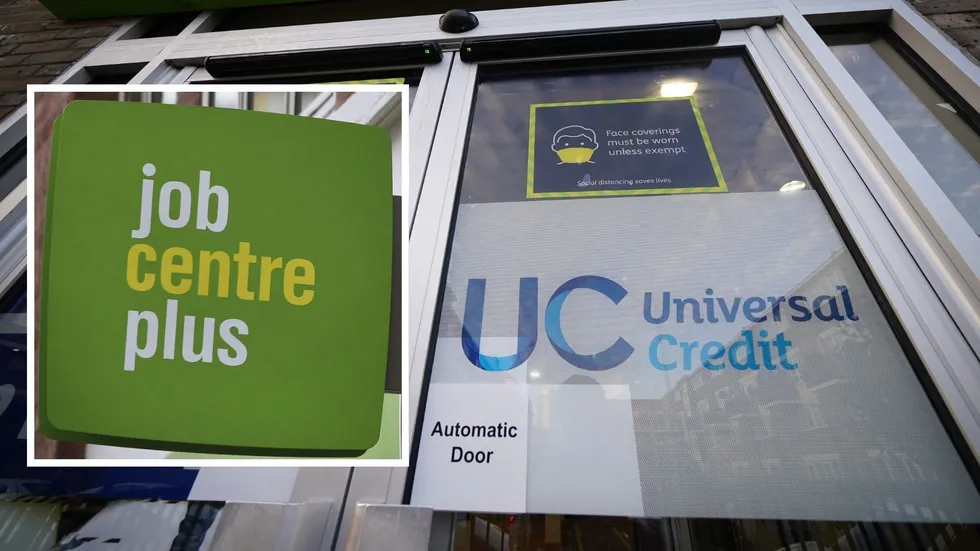 job
centre
plus
Face coverings
must be worn
unless exempt
Social distancing saves lives
UC Universal
Credit
Automatic
Door